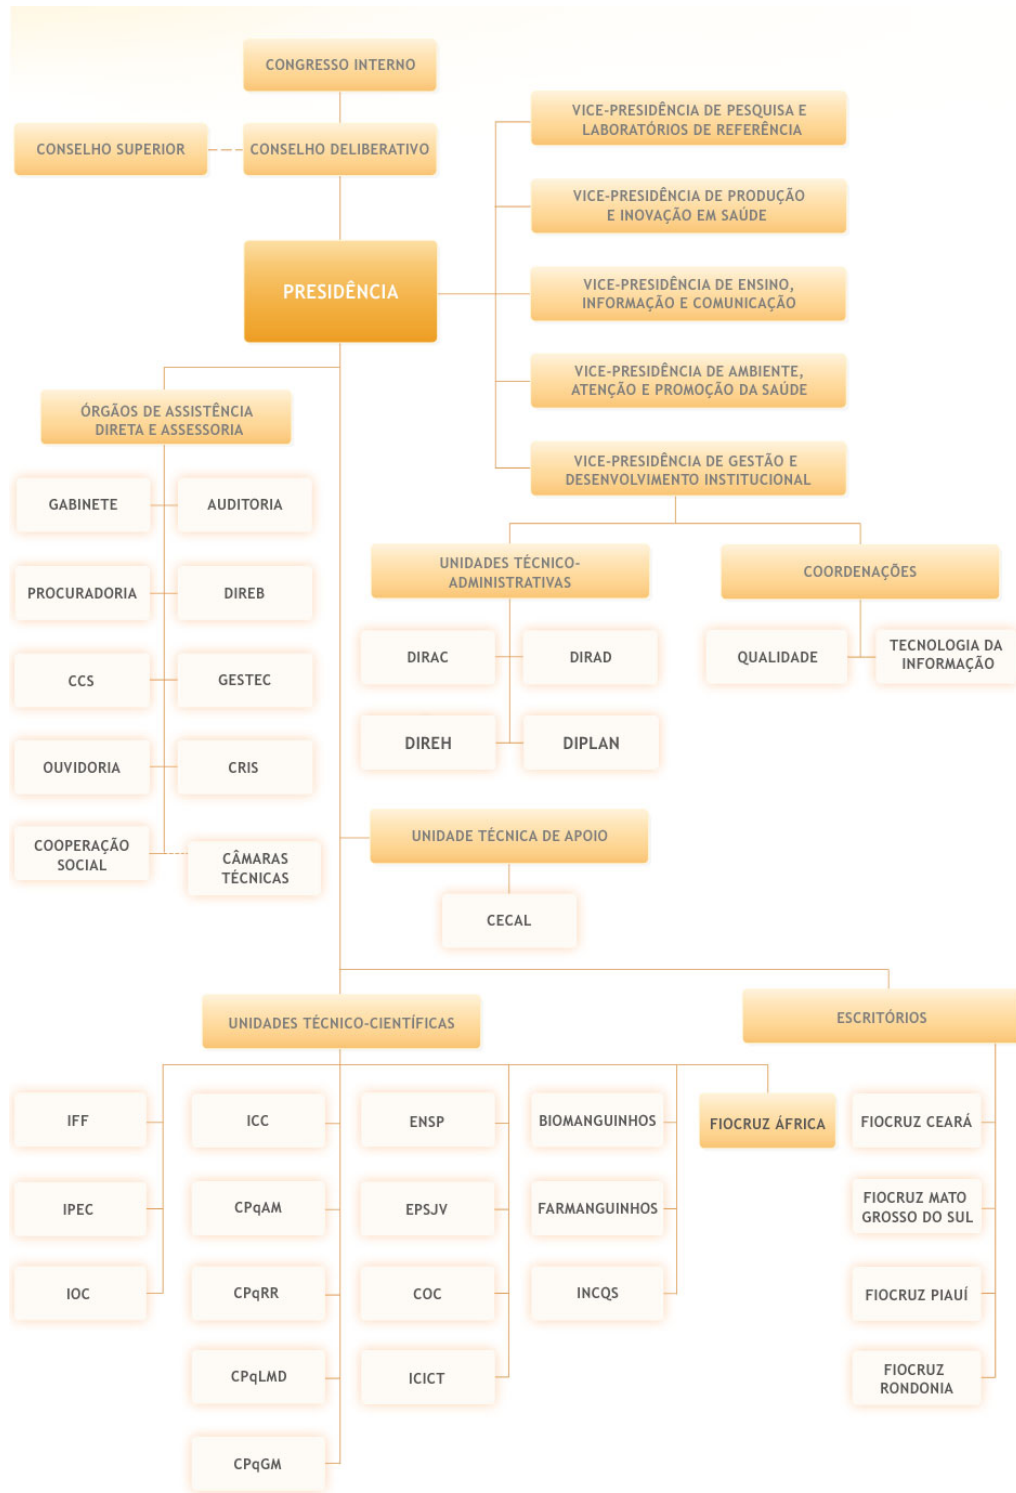 CONGRESSO INTERNO
CONSELHO SUPERIOR
CONSELHO DELIBERATIVO
PRESIDÊNCIA
VICE-PRESIDÊNCIA DE PESQUISA E
LABORATÓRIOS DE REFERÊNCIA
VICE-PRESIDÊNCIA DE PRODUÇÃO
E INOVAÇÃO EM SAÚDE
VICE-PRESIDÊNCIA DE ENSINO,
INFORMAÇÃO E COMUNICAÇÃO
VICE-PRESIDÊNCIA DE AMBIENTE,
ATENÇÃO E PROMOÇÃO DA SAÚDE
VICE-PRESIDÊNCIA DE GESTÃO E
DESENVOLVIMENTO INSTITUCIONAL
ÓRGÃOS DE ASSISTÊNCIA
DIRETA E ASSESSORIA
GABINETE
AUDITORIA
PROCURADORIA
DIREB
CCS
GESTEC
OUVIDORIA
CRIS
COOPERAÇÃO
SOCIAL
CÂMARAS
TÉCNICAS
UNIDADES TÉCNICO-
ADMINISTRATIVAS
DIRAC
DIRAD
DIREH
DIPLAN
COORDENAÇÕES
QUALIDADE
TECNOLOGIA DA
INFORMAÇÃO
UNIDADE TÉCNICA DE APOIO
CECAL
UNIDADES TÉCNICO-CIENTÍFICAS
IFF
IPEC
IOC
ICC
CPqAM
CPqRR
CPqLMD
CPqGM
ENSP
EPSJV
COC
ICICT
BIOMANGUINHOS
FARMANGUINHOS
INCQS
FIOCRUZ ÁFRICA
ESCRITÓRIOS
FIOCRUZ CEARÁ
FIOCRUZ MATO
GROSSO DO SUL
FIOCRUZ PIAUÍ
FIOCRUZ
RONDONIA